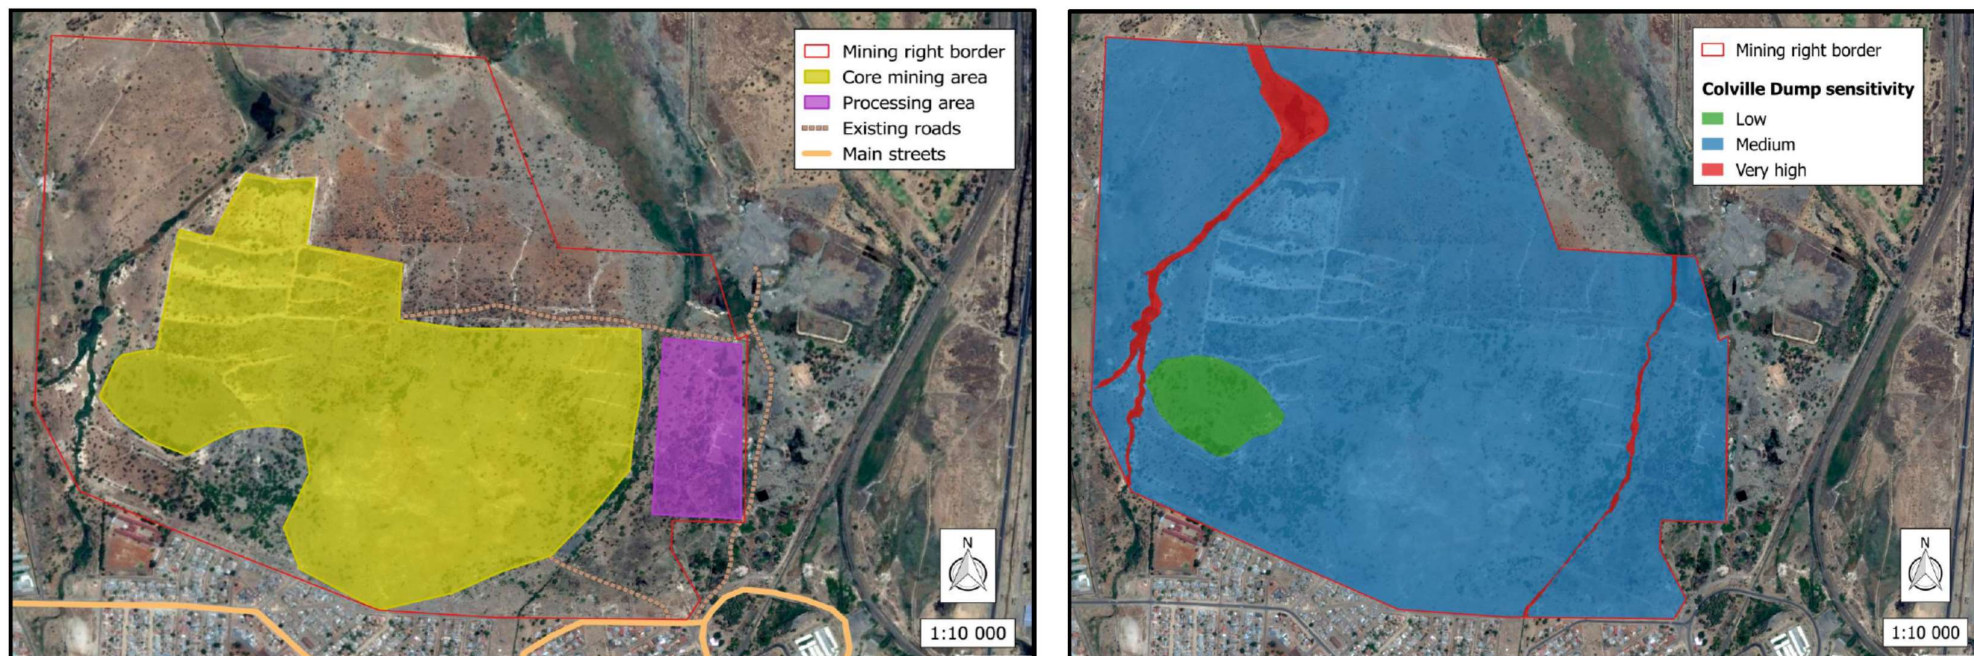 Mining right border
Core mining area
Processing area
Existing roads
Main streets
N
1:10 000
Mining right border
Colville Dump sensitivity
Low
Medium
Very high
N
1:10 000